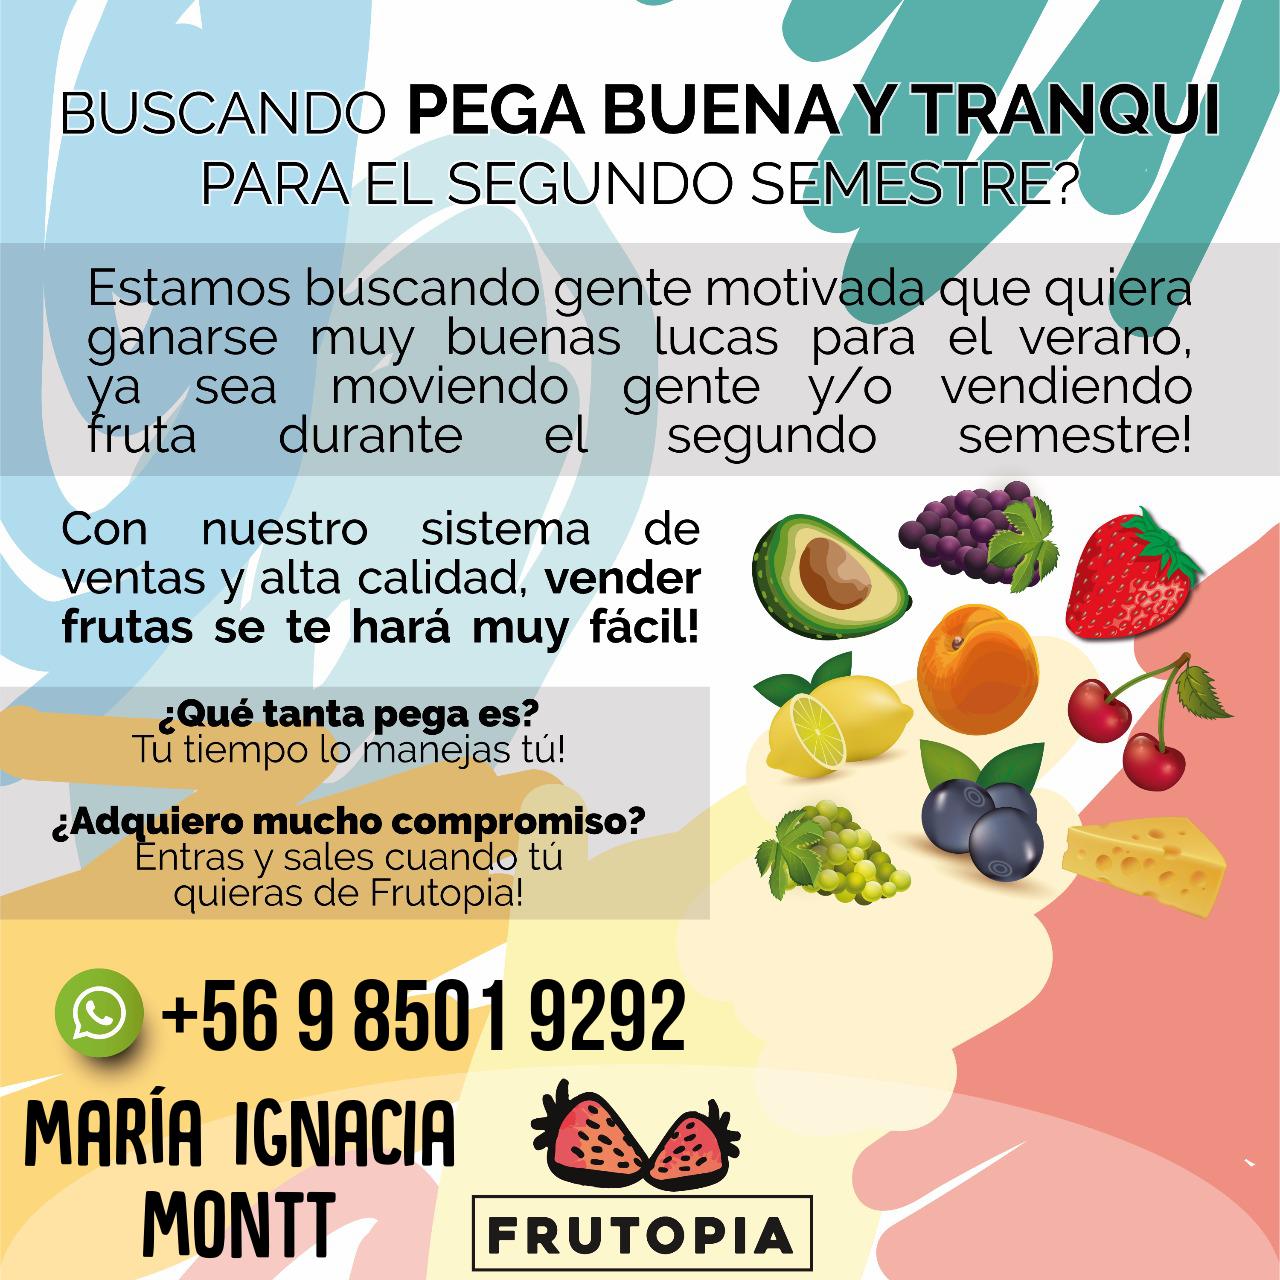 BUSCANDO PEGA BUENA Y TRANQUI
PARA EL SEGUNDO SEMESTRE?
Estamos buscando gente motivada que quiera
ganarse muy buenas lucas para el verano,
ya sea moviendo gente y/o vendiendo
fruta durante el segundo semestre!
Con nuestro sistema de
ventas y alta calidad, vender
frutas se te hará muy fácil!
¿Qué tanta pega es?
Tu tiempo lo manejas tú!
¿Adquiero mucho compromiso?
Entras y sales cuando tú
quieras de Frutopia!
+56 9 8501 9292
MARÍA IGNACIA
MONTT
FRUTOPIA